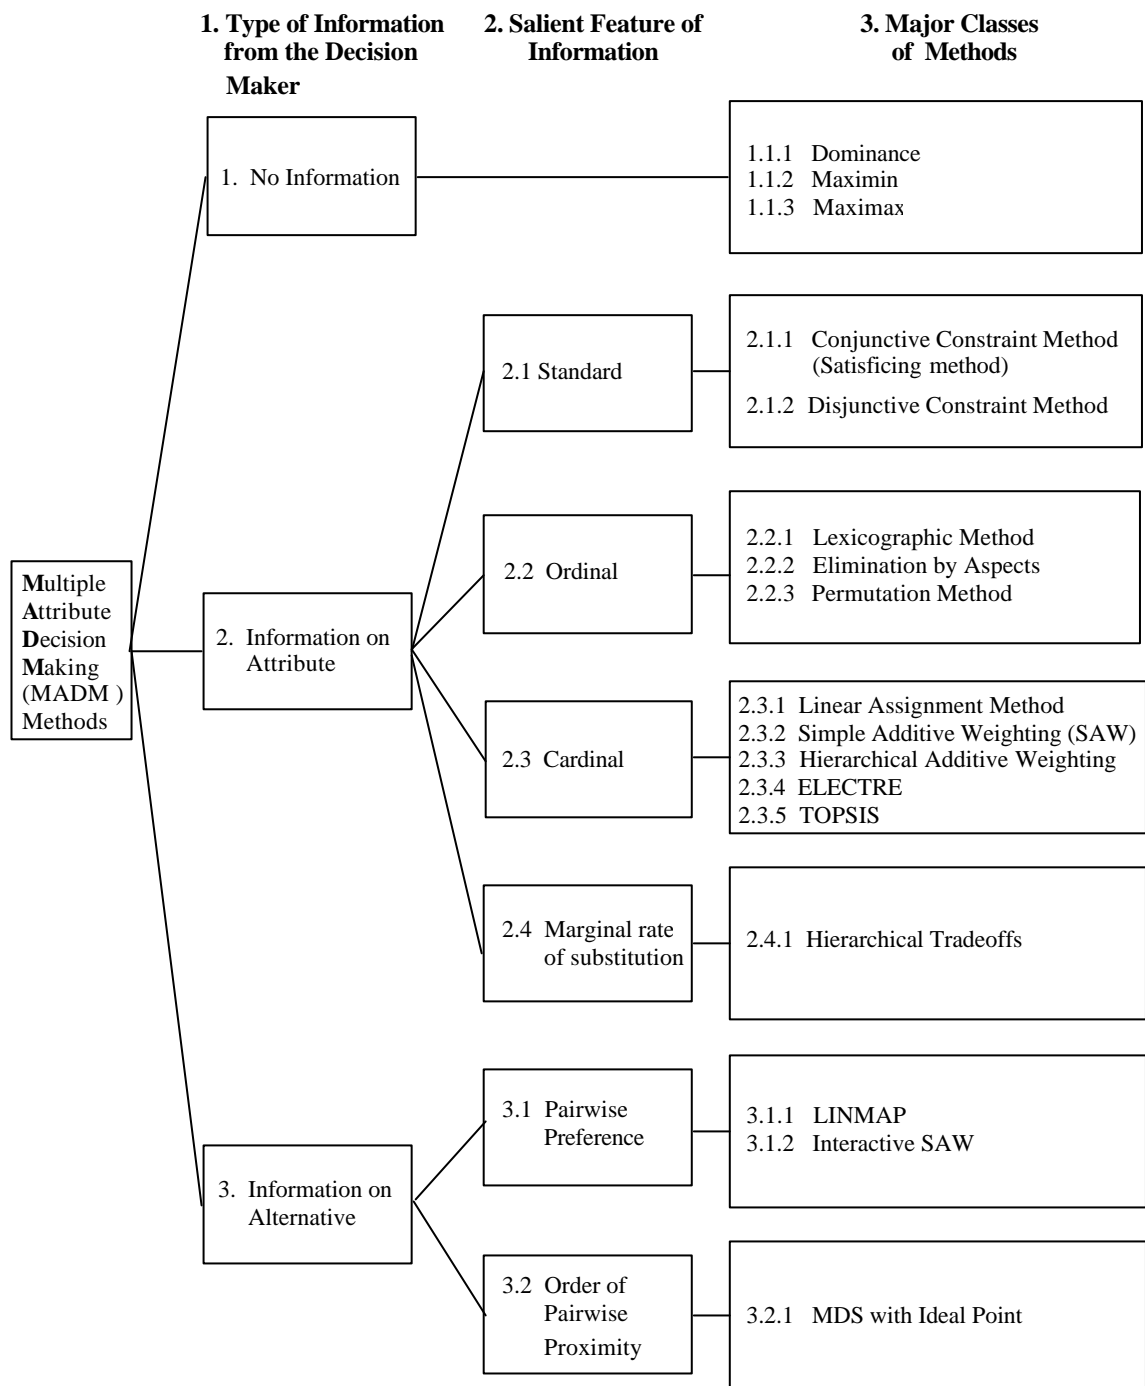 1. Type of Information
from the Decision
Maker
2. Salient Feature of
Information
3. Major Classes
of Methods
Multiple
Attribute
Decision
Making
(MADM )
Methods
1. No Information
1.1.1 Dominance
1.1.2 Maximin
1.1.3 Maximax
2. Information on
Attribute
2.1 Standard
2.1.1 Conjunctive Constraint Method
(Satisficing method)
2.1.2 Disjunctive Constraint Method
2.2 Ordinal
2.2.1 Lexicographic Method
2.2.2 Elimination by Aspects
2.2.3 Permutation Method
2.3 Cardinal
2.3.1 Linear Assignment Method
2.3.2 Simple Additive Weighting (SAW)
2.3.3 Hierarchical Additive Weighting
2.3.4 ELECTRE
2.3.5 TOPSIS
2.4 Marginal rate
of substitution
2.4.1 Hierarchical Tradeoffs
3. Information on
Alternative
3.1 Pairwise
Preference
3.1.1 LINMAP
3.1.2 Interactive SAW
3.2 Order of
Pairwise
Proximity
3.2.1 MDS with Ideal Point